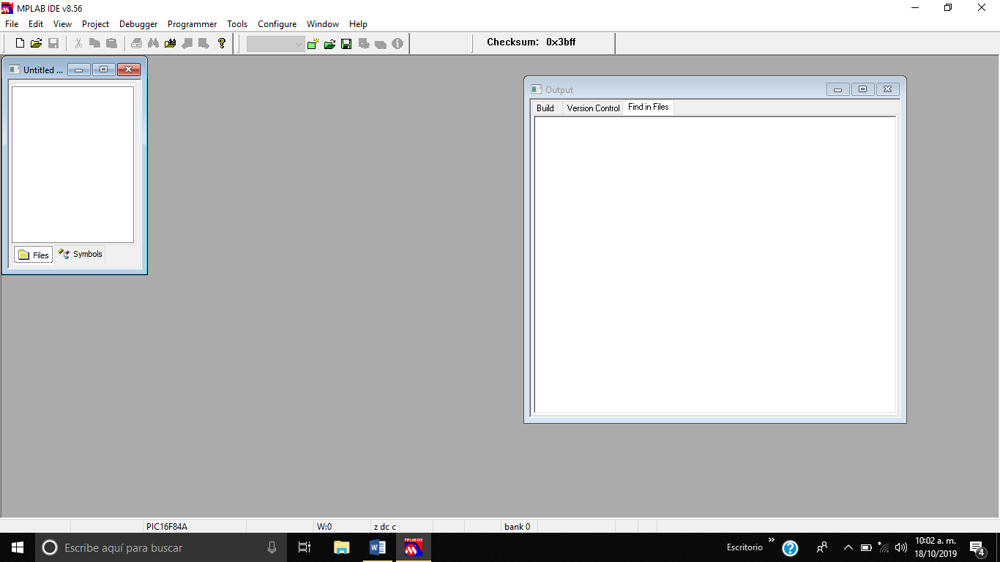 MPLAB IDE v8.56
File Edit View Project Debugger Programmer Tools Configure Window Help
Checksum: 0x3bff
Untitled ...
Files Symbols
Output
Build Version Control Find in Files
PIC16F84A W:0 z dc c bank 0
Escribe aquí para buscar
MPLAB IDE
Escritorio
10:02 a. m.
18/10/2019
4